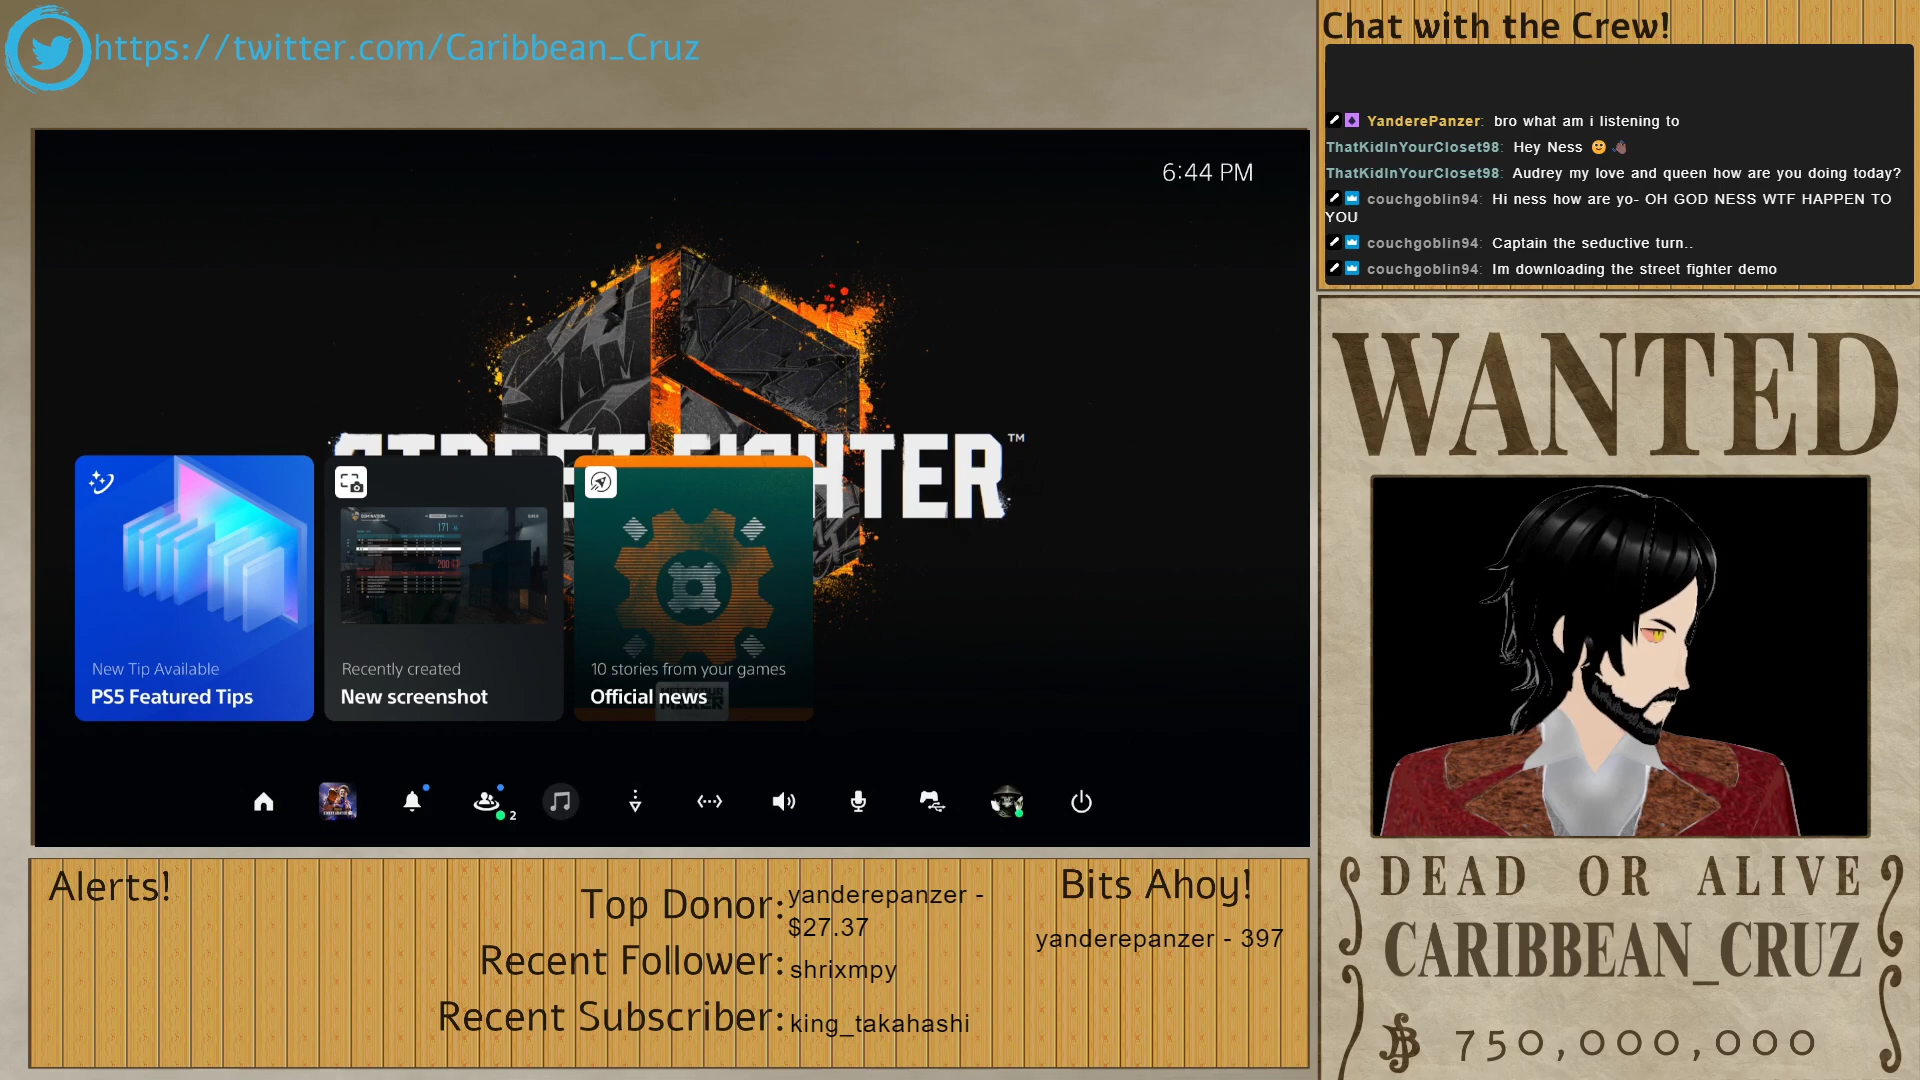 https://twitter.com/Caribbean_Cruz
Chat with the Crew!
YanderePanzer: bro what am i listening to
ThatKidInYourCloset98: Hey Ness
ThatKidInYourCloset98: Audrey my love and queen how are you doing today?
couchgoblin94: Hi ness how are yo- OH GOD NESS WTF HAPPEN TO
YOU
couchgoblin94: Captain the seductive turn..
couchgoblin94: Im downloading the street fighter demo
6:44 PM
STREET FIGHTER™
171
200
New Tip Available
PS5 Featured Tips
Recently created
New screenshot
10 stories from your games
Official news
2
WANTED
DEAD OR ALIVE
CARIBBEAN_CRUZ
750,000,000
Alerts!
Top Donor: yanderepanzer -
$27.37
Recent Follower: shrixmpy
Recent Subscriber: king_takahashi
Bits Ahoy!
yanderepanzer - 397